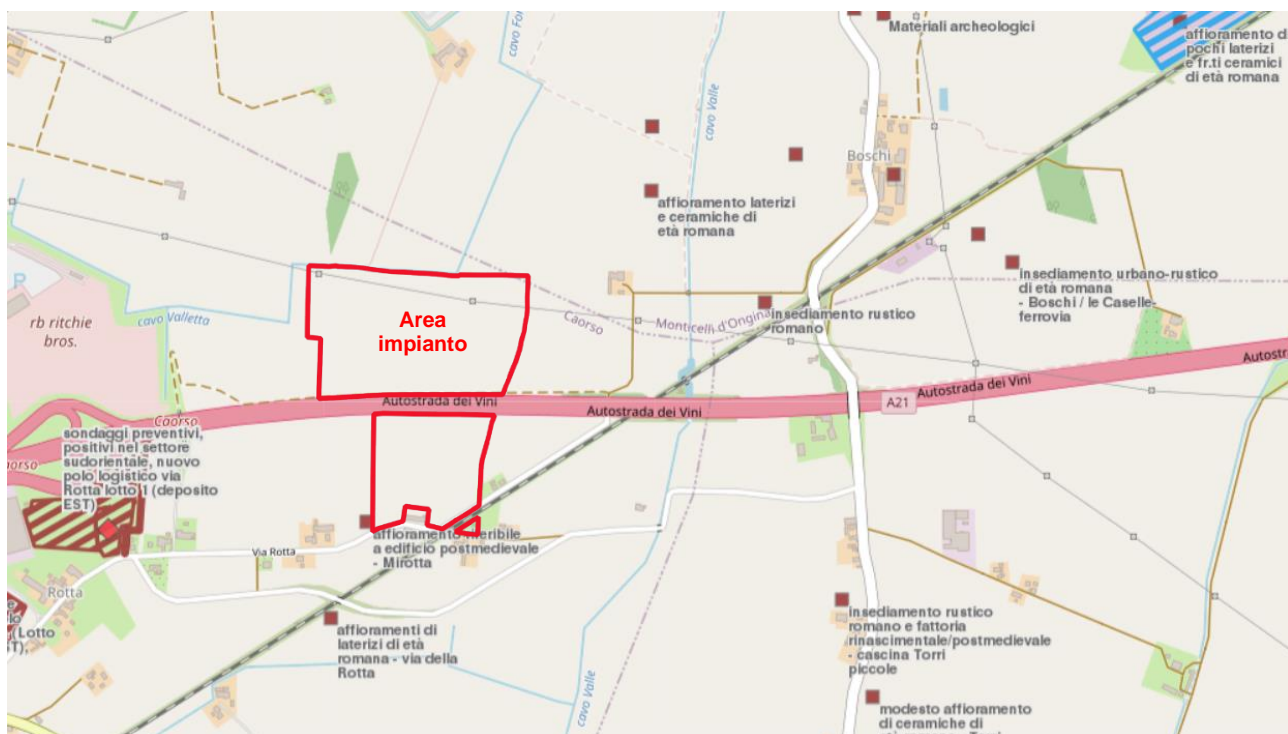 cavo For
Materiali archeologici
affioramento di
pochi laterizi
e fr.ti ceramici
di età romana
cavo Valle
Boschi
affioramento laterizi
e ceramiche di
età romana
P
rb ritchie
bros.
cavo Valletta
Area
impianto
Caorso
Monticelli d'Ongina
insediamento rustico
romano
insediamento urbano-rustico
di età romana
- Boschi / le Caselle-
ferrovia
Autostrada dei Vini
Autostrada dei Vini
A21
Autostrada dei Vini
Autostr
Caorso
sondaggi preventivi,
positivi nel settore
sudorientale, nuovo
polo logistico via
Rotta lotto 1 (deposito
EST)
affioramento riferibile
a edificio postmedievale
- Mirotta
Via Rotta
Rotta
(Lotto
affioramenti di
laterizi di età
romana - via della
Rotta
cavo Valle
insediamento rustico
romano e fattoria
rinascimentale/postmedievale
- cascina Torri
piccole
modesto affioramento
di ceramiche di